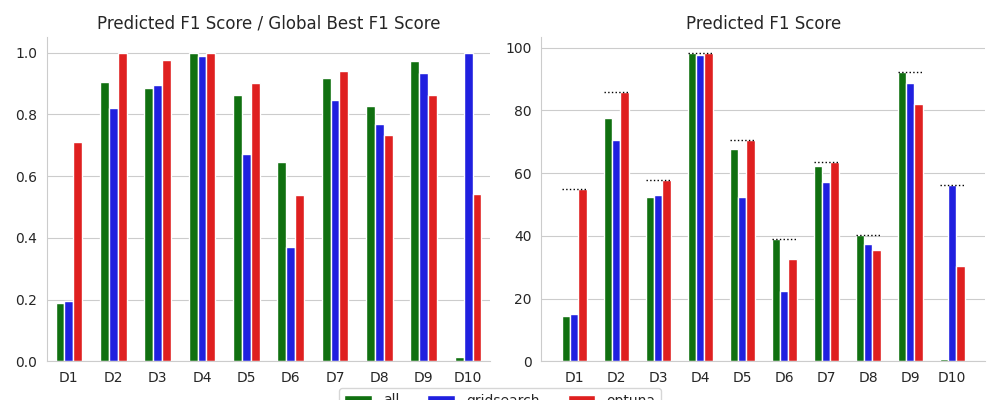 Predicted F1 Score / Global Best F1 Score
1.0
0.8
0.6
0.4
0.2
0.0
D1 D2 D3 D4 D5 D6 D7 D8 D9 D10
Predicted F1 Score
100
80
60
40
20
0
D1 D2 D3 D4 D5 D6 D7 D8 D9 D10
all gridsearch optuna